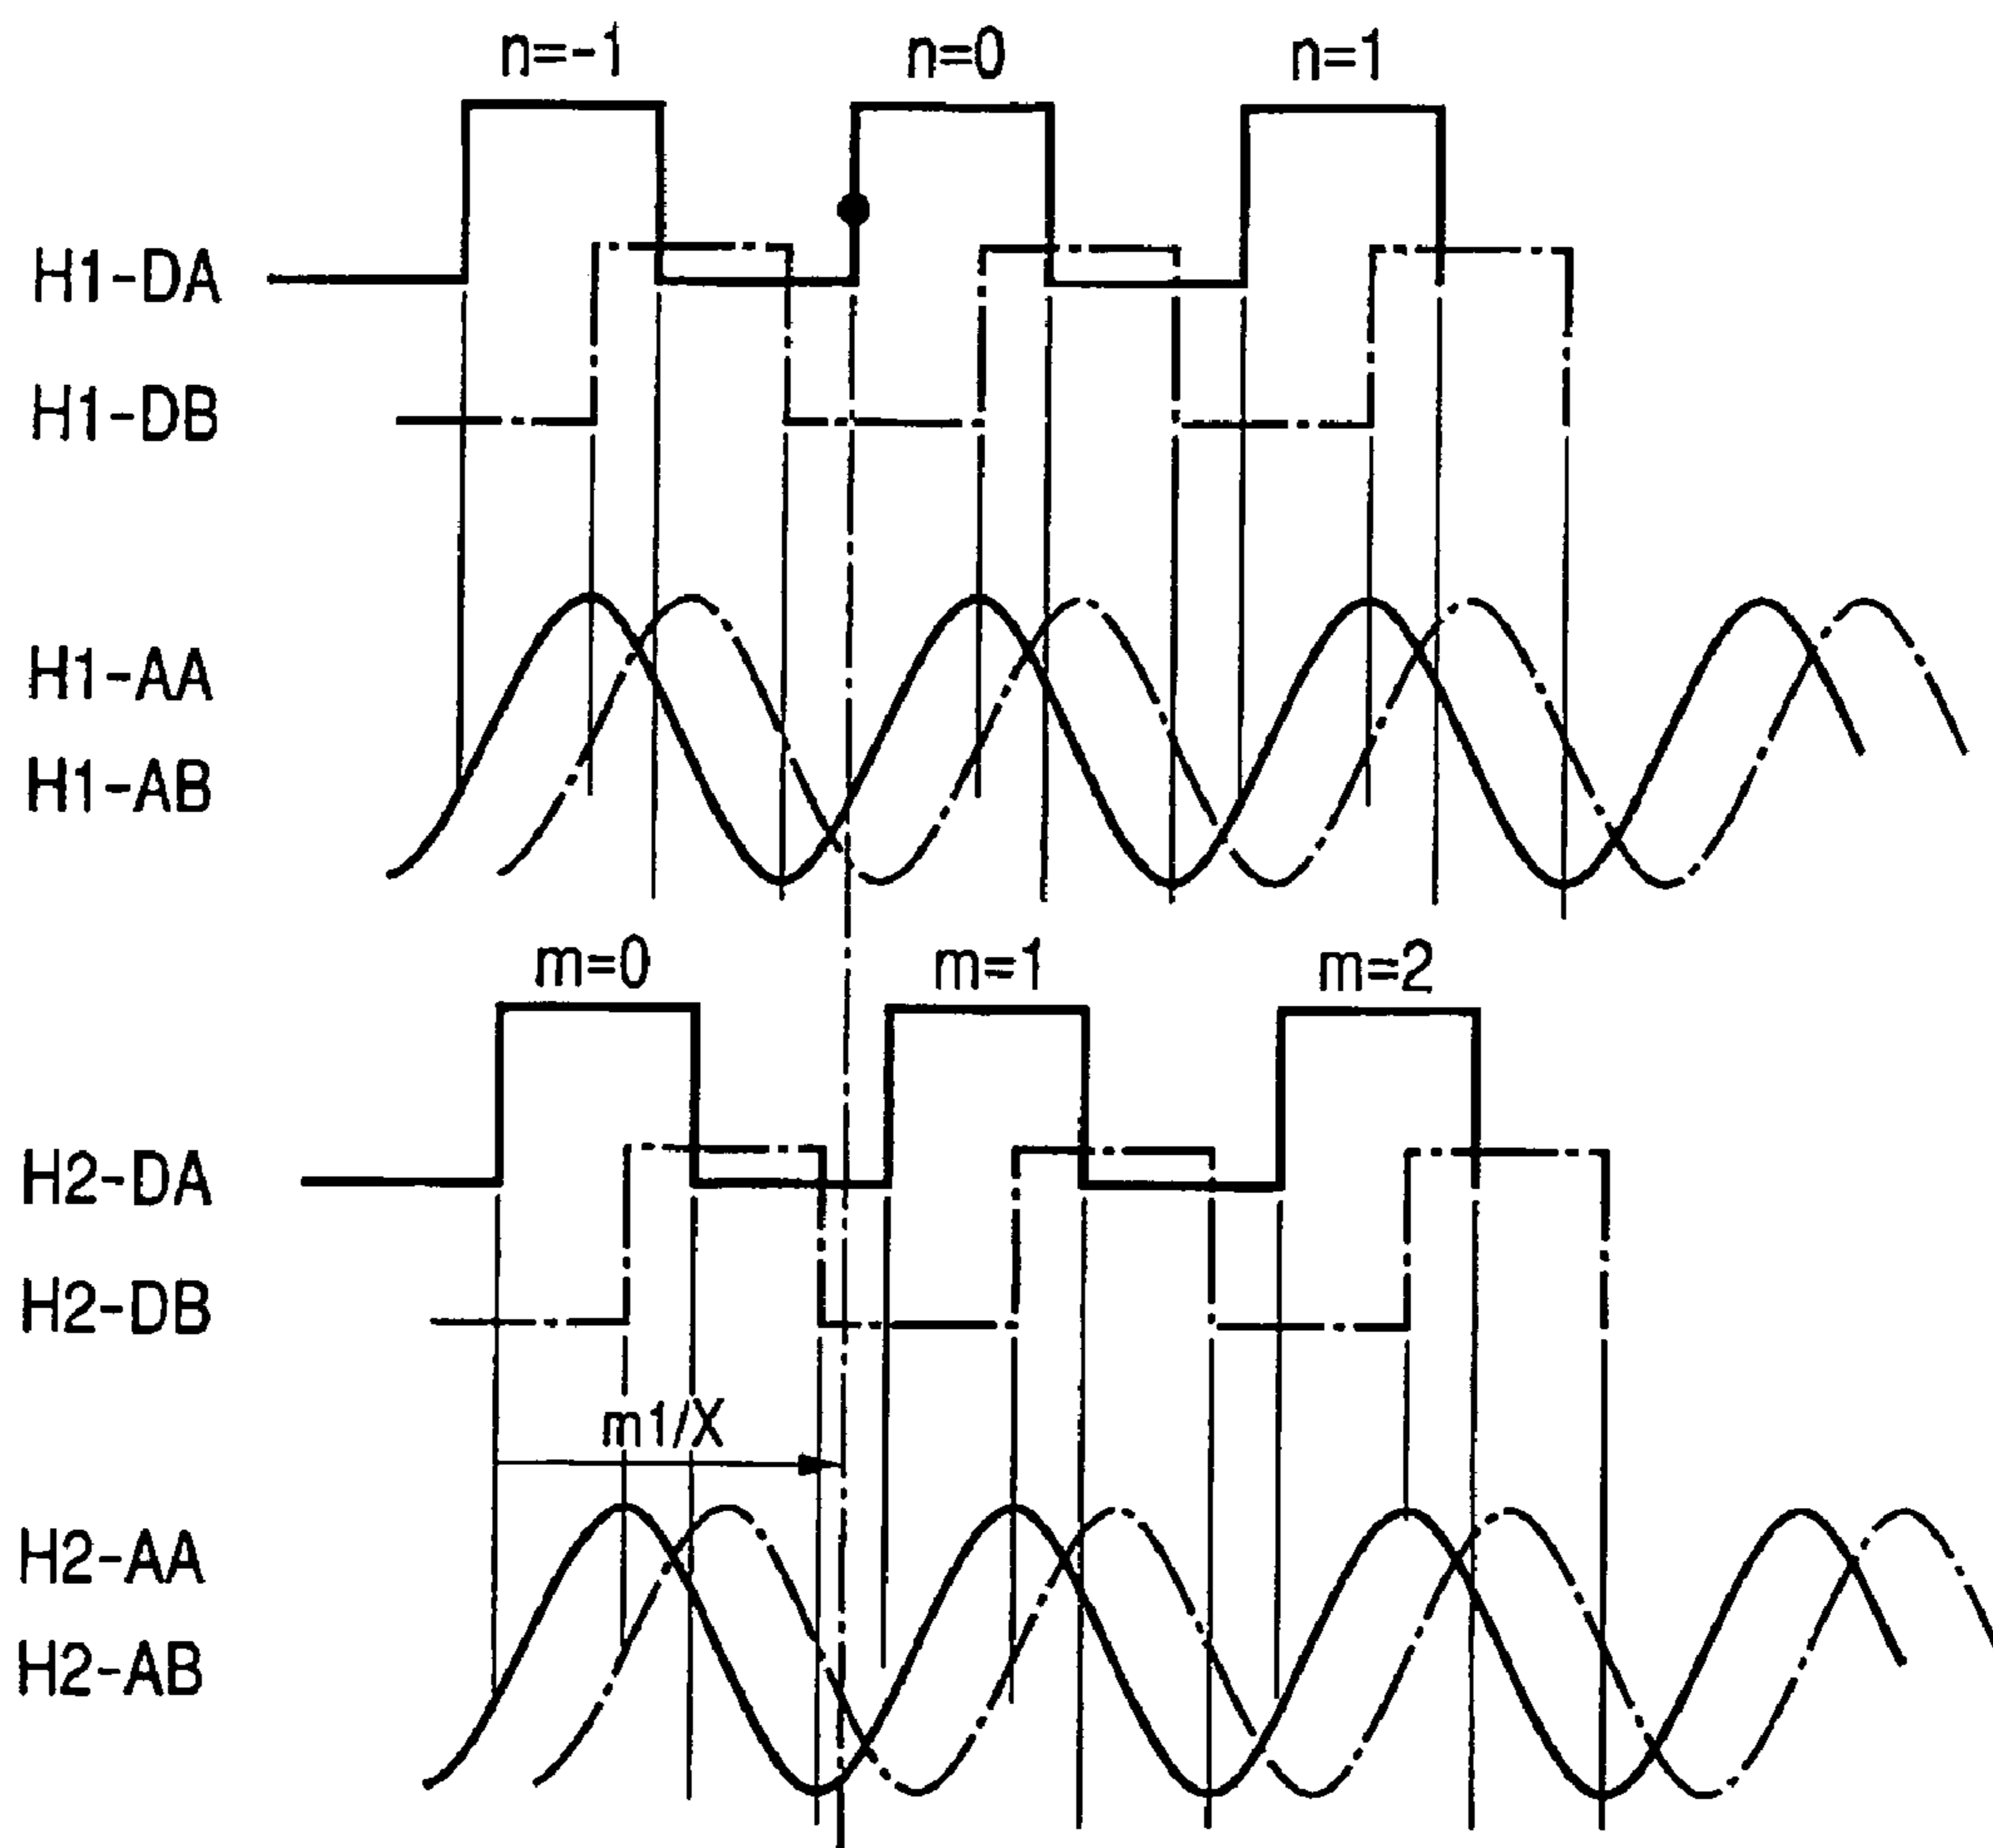 n=-1
n=0
n=1
H1-DA
H1-DB
H1-AA
H1-AB
m=0
m=1
m=2
H2-DA
H2-DB
m1/X
H2-AA
H2-AB